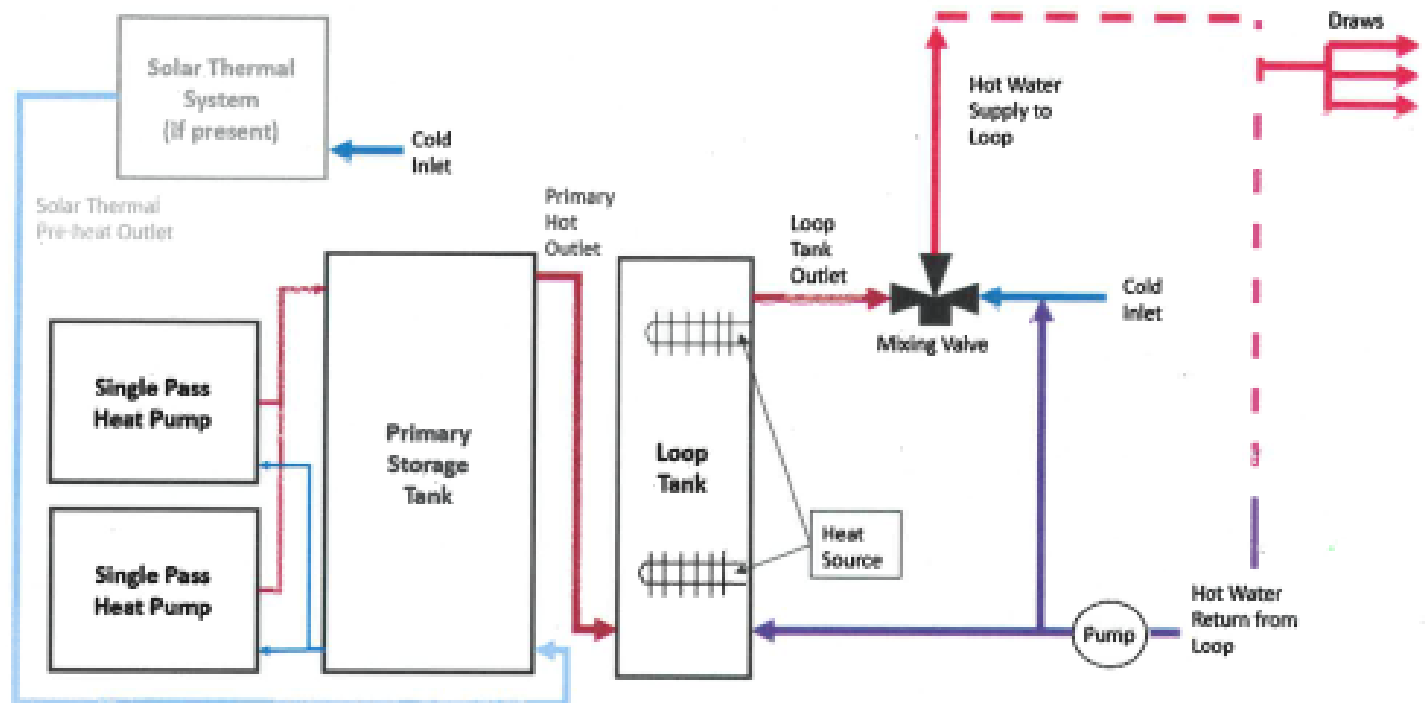 Solar Thermal
System
(If present)
Cold
Inlet
Solar Thermal
Pre-heat Outlet
Primary
Hot
Outlet
Single Pass
Heat Pump
Single Pass
Heat Pump
Primary
Storage
Tank
Loop
Tank
Heat
Source
Loop
Tank
Outlet
Mixing Valve
Hot Water
Supply to
Loop
Draws
Cold
Inlet
Pump
Hot Water
Return from
Loop